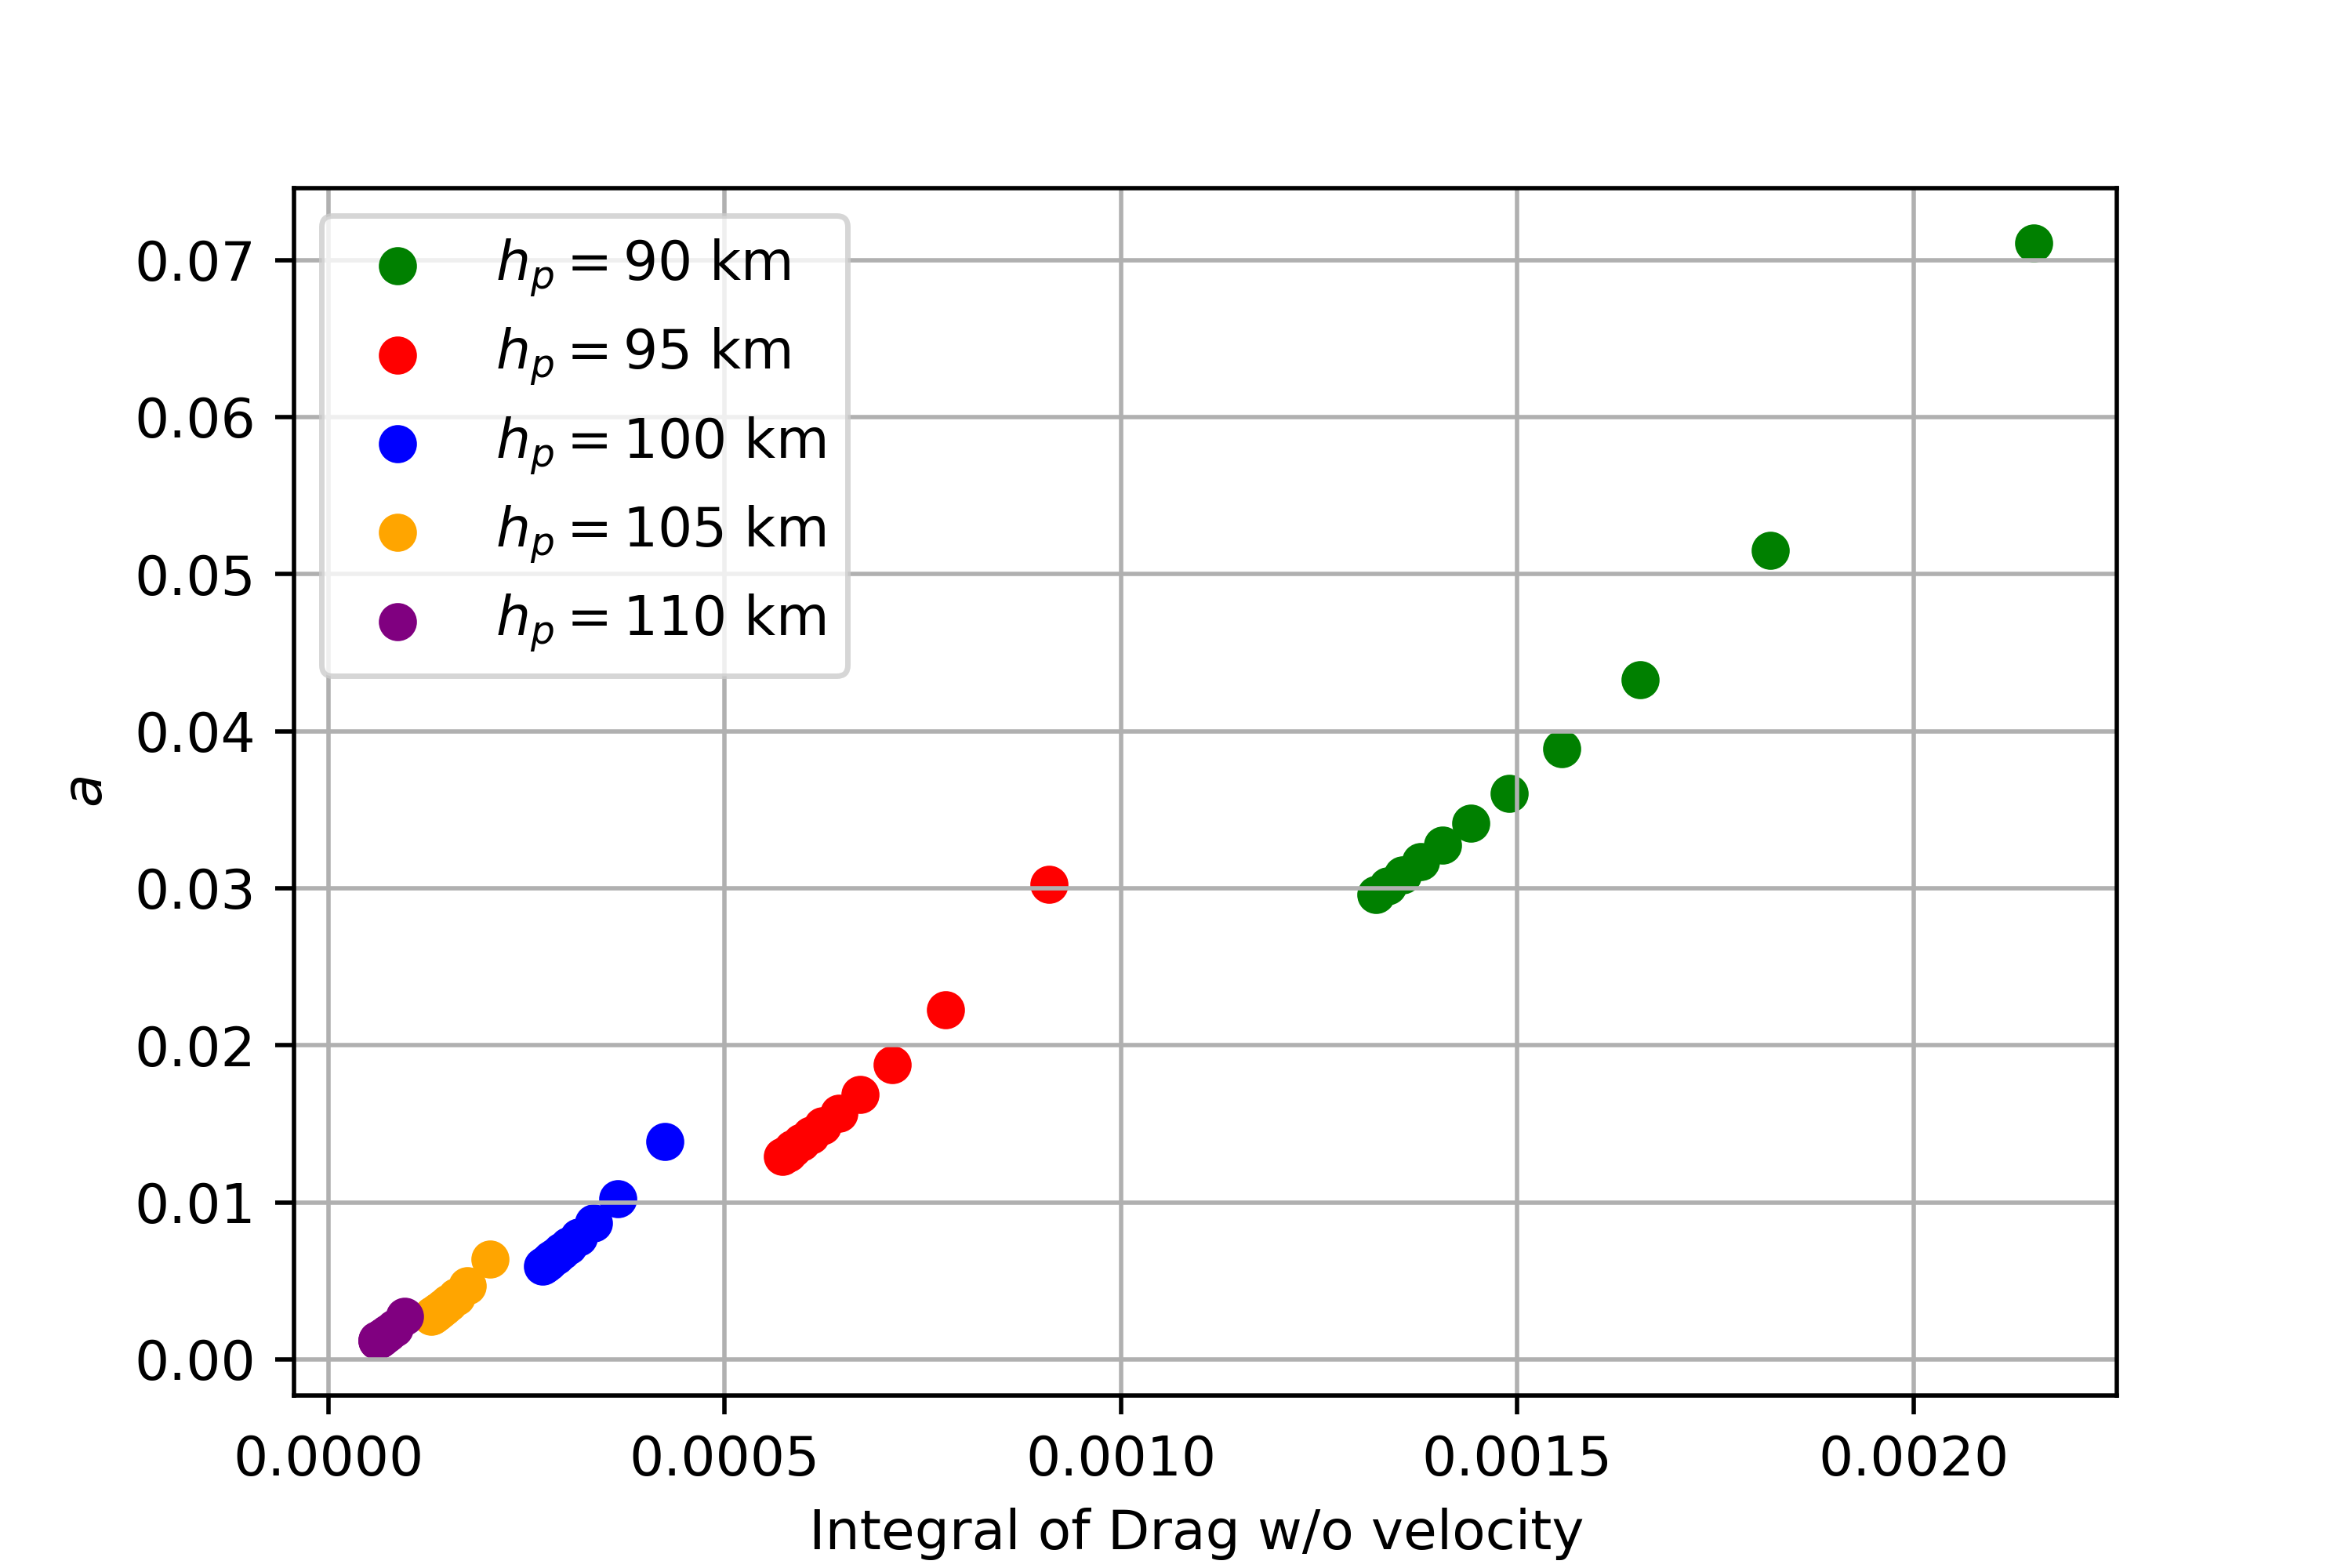 0.07
0.06
0.05
0.04
0.03
0.02
0.01
0.00
a
h_p = 90 km
h_p = 95 km
h_p = 100 km
h_p = 105 km
h_p = 110 km
0.0000 0.0005 0.0010 0.0015 0.0020
Integral of Drag w/o velocity